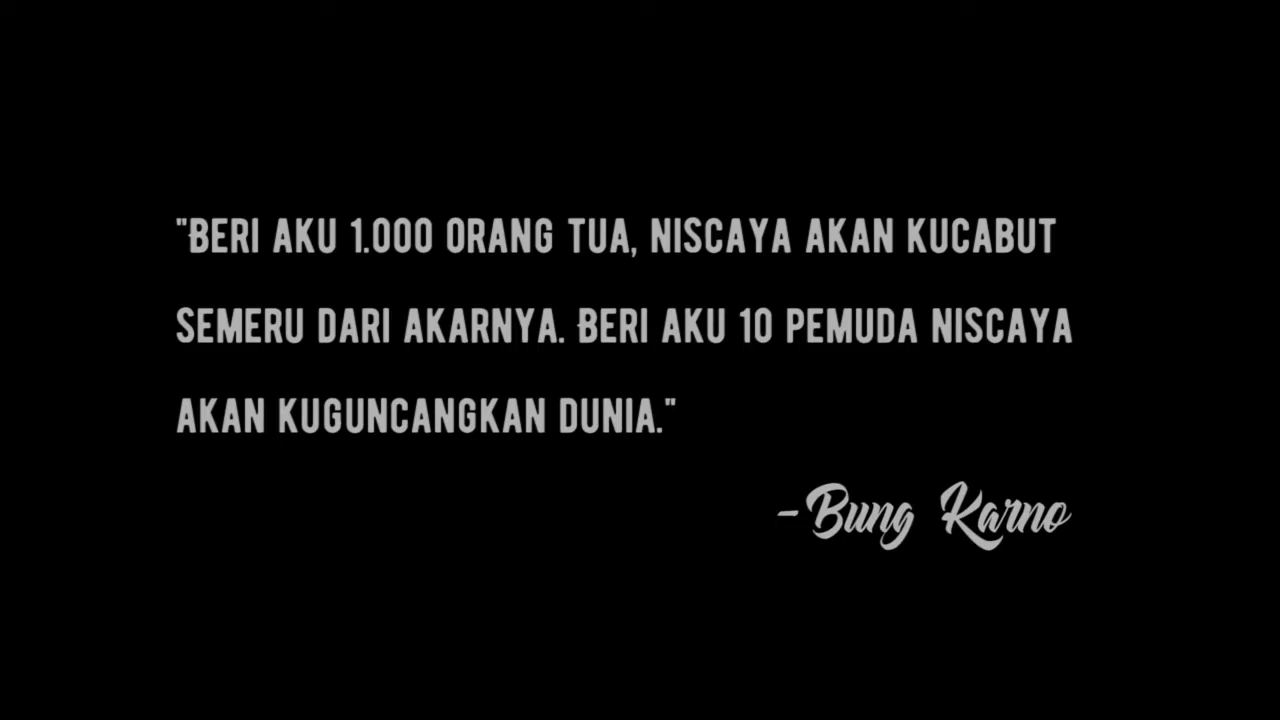 "Beri aku 1.000 orang tua, niscaya akan kucabut
semeru dari akarnya. Beri aku 10 pemuda niscaya
akan kuguncangkan dunia."
-Bung Karno